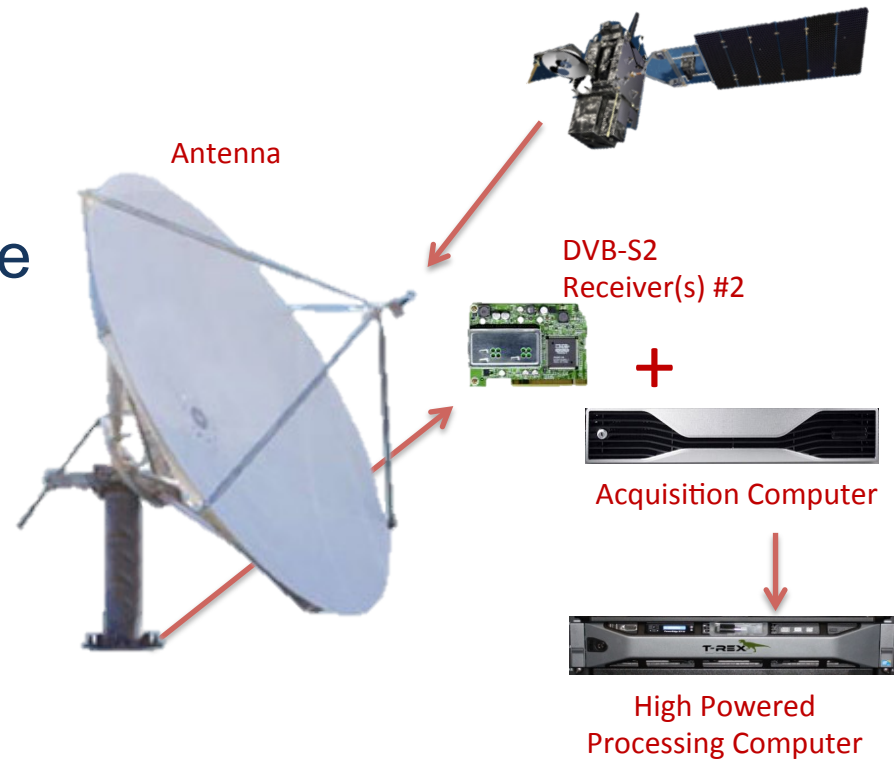 Antenna
e
DVB-S2
Receiver(s) #2
+
Acquisition Computer
T-REX
High Powered
Processing Computer